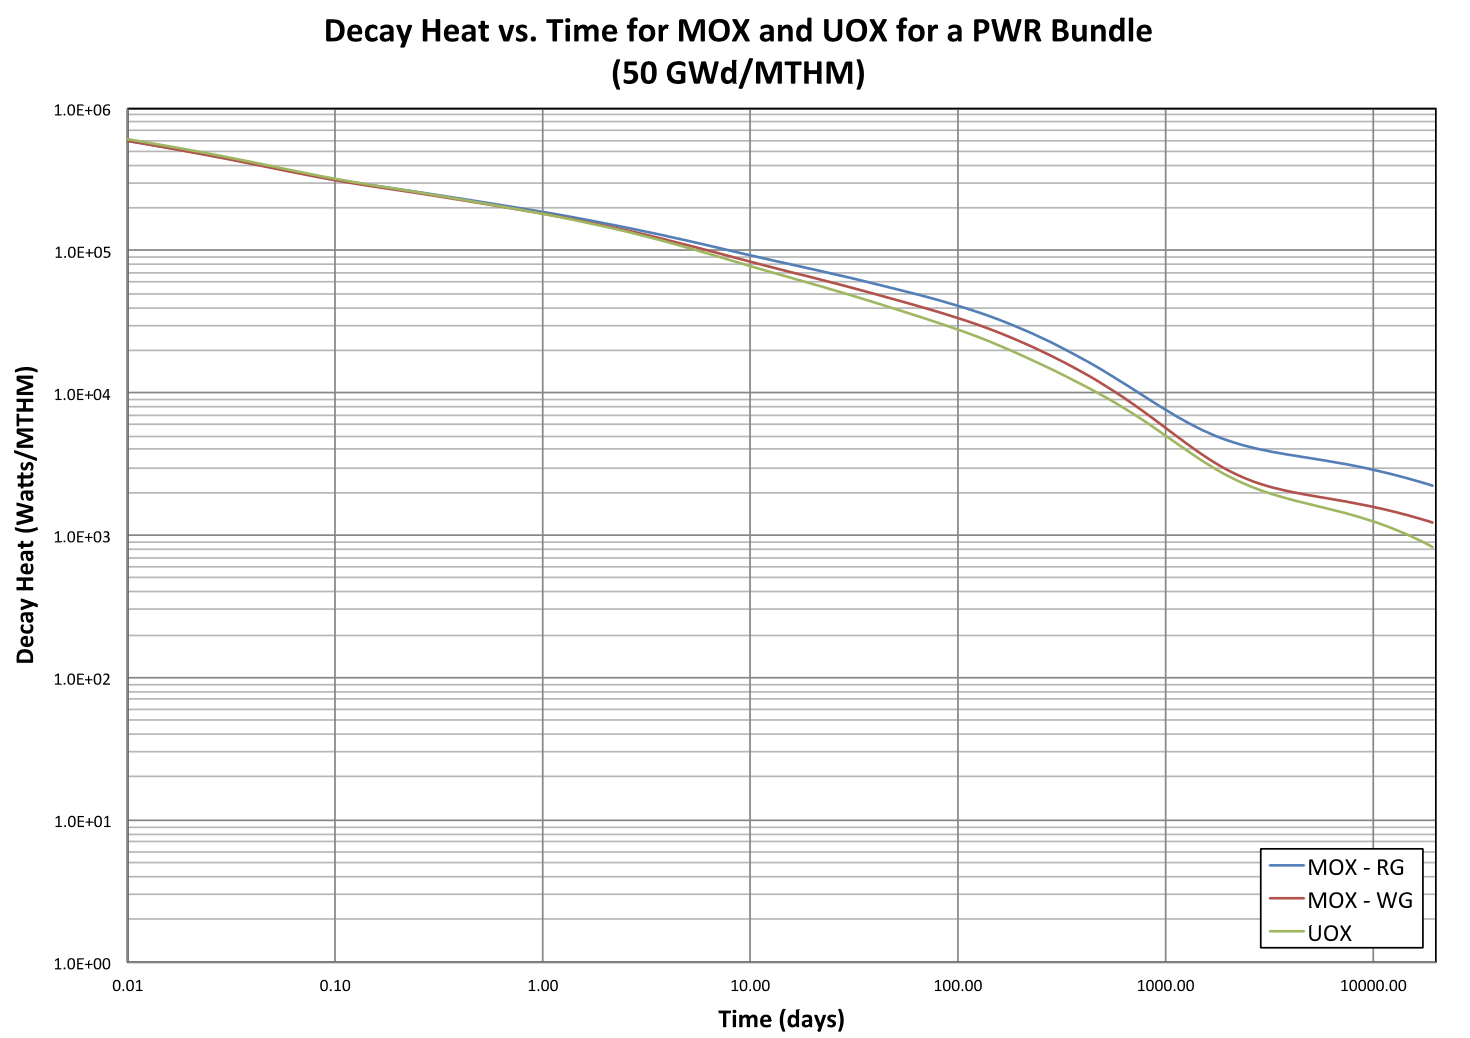 Decay Heat vs. Time for MOX and UOX for a PWR Bundle
(50 GWd/MTHM)
1.0E+06
1.0E+05
1.0E+04
1.0E+03
1.0E+02
1.0E+01
1.0E+00
Decay Heat (Watts/MTHM)
MOX - RG
MOX - WG
UOX
0.01 0.10 1.00 10.00 100.00 1000.00 10000.00
Time (days)